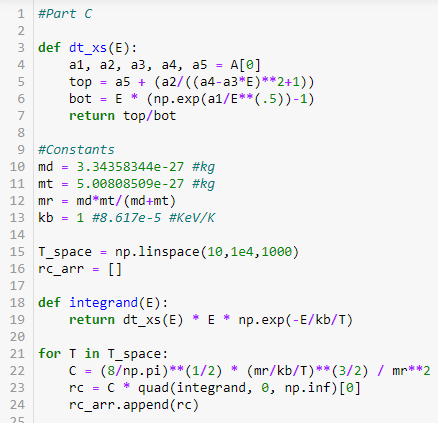 1 #Part C
2
3 def dt_xs(E):
4     a1, a2, a3, a4, a5 = A[0]
5     top = a5 + (a2/((a4-a3*E)**2+1))
6     bot = E * (np.exp(a1/E**(.5))-1)
7     return top/bot
8
9 #Constants
10 md = 3.34358344e-27 #kg
11 mt = 5.00808509e-27 #kg
12 mr = md*mt/(md+mt)
13 kb = 1 #8.617e-5 #KeV/K
14
15 T_space = np.linspace(10,1e4,1000)
16 rc_arr = []
17
18 def integrand(E):
19     return dt_xs(E) * E * np.exp(-E/kb/T)
20
21 for T in T_space:
22     C = (8/np.pi)**(1/2) * (mr/kb/T)**(3/2) / mr**2
23     rc = C * quad(integrand, 0, np.inf)[0]
24     rc_arr.append(rc)
25